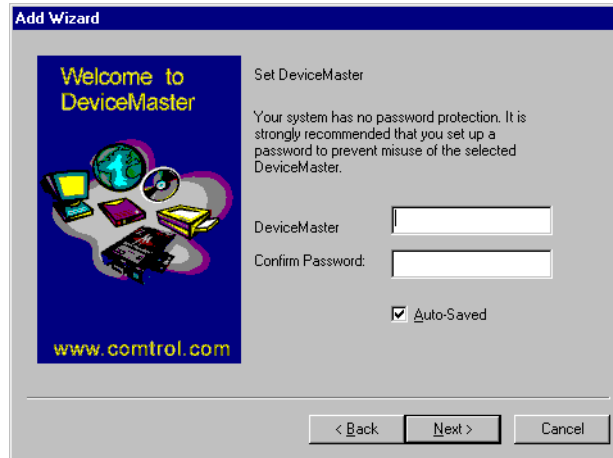 Add Wizard
Welcome to
DeviceMaster
www.comtrol.com
Set DeviceMaster
Your system has no password protection. It is
strongly recommended that you set up a
password to prevent misuse of the selected
DeviceMaster.
DeviceMaster
Confirm Password:
Auto-Saved
< Back
Next >
Cancel